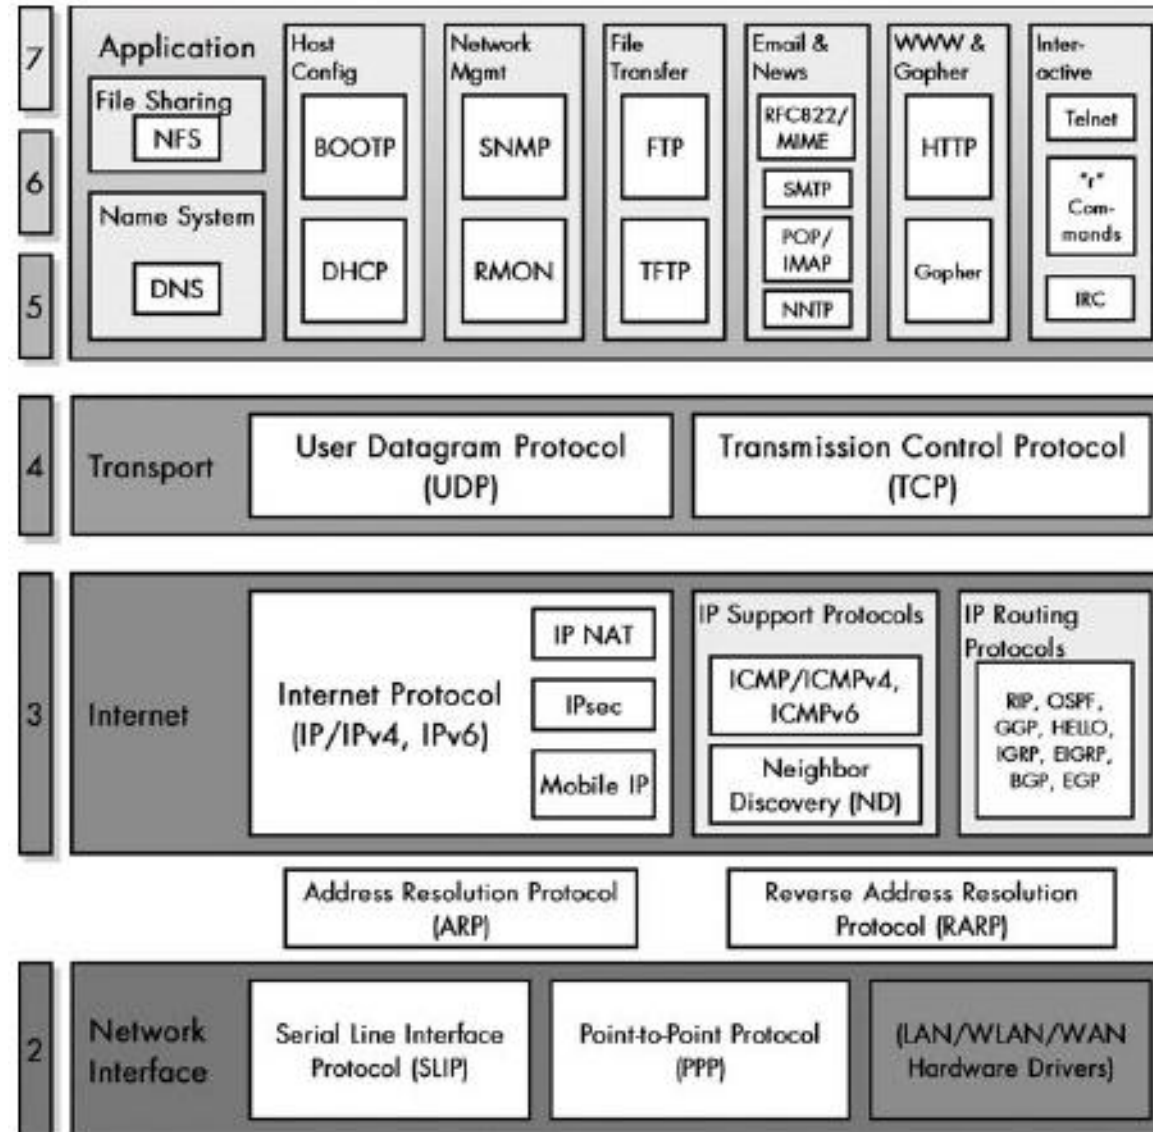 7
6
5
Application
File Sharing
NFS
Name System
DNS
Host
Config
BOOTP
DHCP
Network
Mgmt
SNMP
RMON
File
Transfer
FTP
TFTP
Email &
News
RFC822/
MIME
SMTP
POP/
IMAP
NNTP
WWW &
Gopher
HTTP
Gopher
Inter-
active
Telnet
"r"
Com-
mands
IRC
4
Transport
User Datagram Protocol
(UDP)
Transmission Control Protocol
(TCP)
3
Internet
Internet Protocol
(IP/IPv4, IPv6)
IP NAT
IPsec
Mobile IP
IP Support Protocols
ICMP/ICMPv4,
ICMPv6
Neighbor
Discovery (ND)
IP Routing
Protocols
RIP, OSPF,
GGP, HELLO,
IGRP, EIGRP,
BGP, EGP
Address Resolution Protocol
(ARP)
Reverse Address Resolution
Protocol (RARP)
2
Network
Interface
Serial Line Interface
Protocol (SLIP)
Point-to-Point Protocol
(PPP)
(LAN/WLAN/WAN
Hardware Drivers)